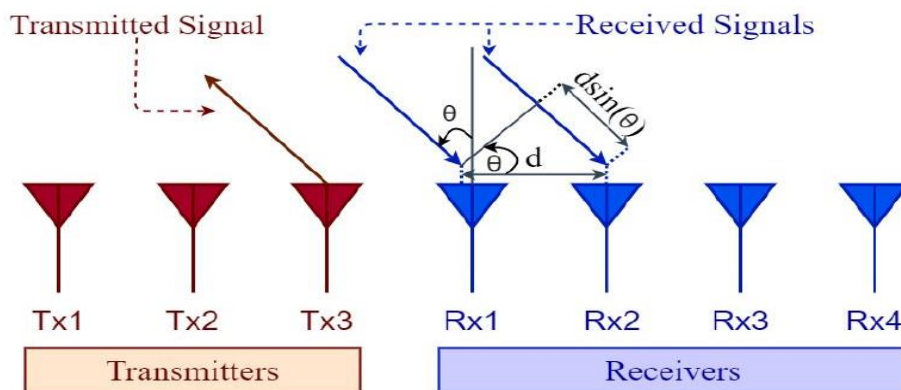 Transmitted Signal
Received Signals
θ
θ
d
dsin(θ)
Tx1
Tx2
Tx3
Rx1
Rx2
Rx3
Rx4
Transmitters
Receivers